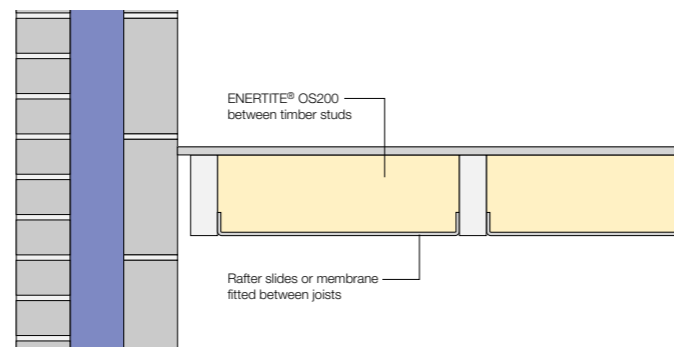 ENERTITE® OS200
between timber studs
Rafter slides or membrane
fitted between joists